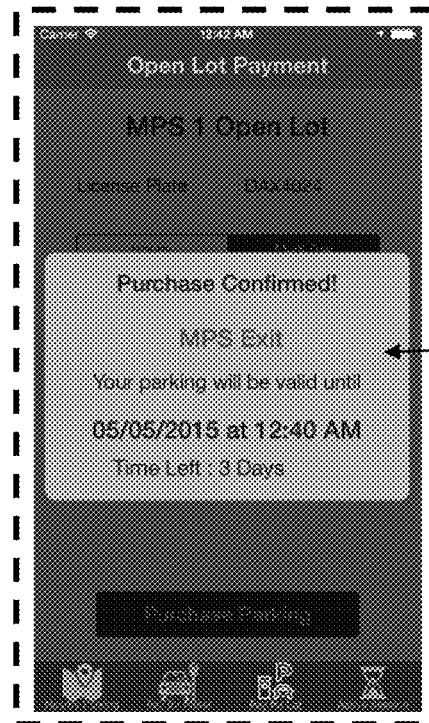 Carrier 12:42 AM
Open Lot Payment
MPS 1 Open Lot
License Plate DAX4024
Purchase Confirmed!
MPS Exit
Your parking will be valid until
05/05/2015 at 12:40 AM
Time Left : 3 Days
Purchase Parking
P